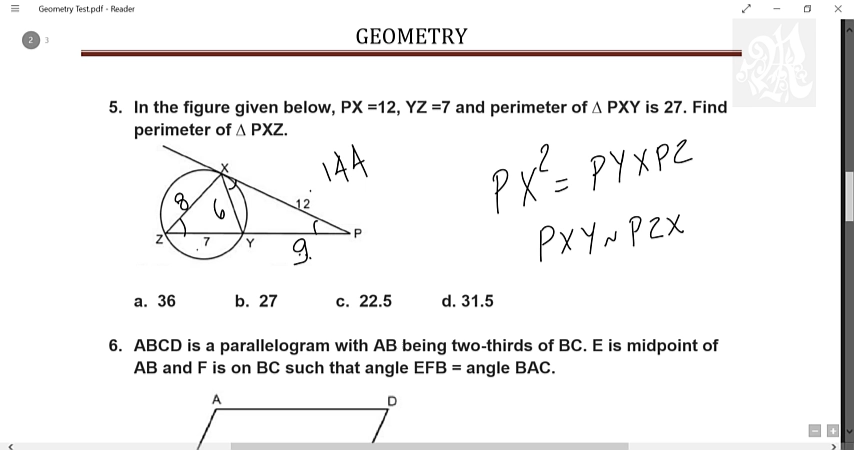 Geometry Test.pdf - Reader
2 3
GEOMETRY
5. In the figure given below, PX =12, YZ =7 and perimeter of Δ PXY is 27. Find
perimeter of Δ PXZ.
X
144
PX² = PY X PZ
8
6
12
Z
7
Y
P
9.
PXY ~ PZX
a. 36 b. 27 c. 22.5 d. 31.5
6. ABCD is a parallelogram with AB being two-thirds of BC. E is midpoint of
AB and F is on BC such that angle EFB = angle BAC.
A D